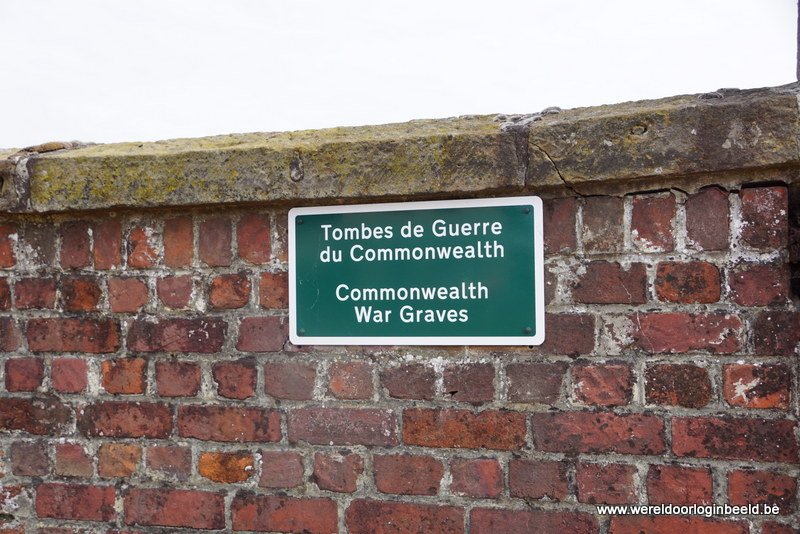 Tombes de Guerre
du Commonwealth
Commonwealth
War Graves
www.wereldoorloginbeeld.be